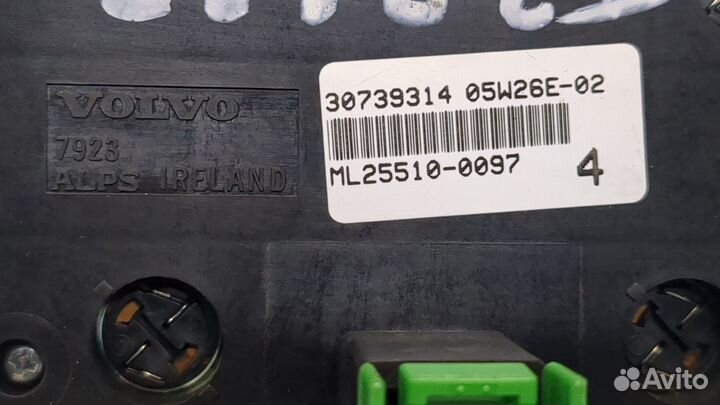 30739314 05W26E-02
ML25510-0097 4
VOLVO
7923
ALPS IRELAND
Avito